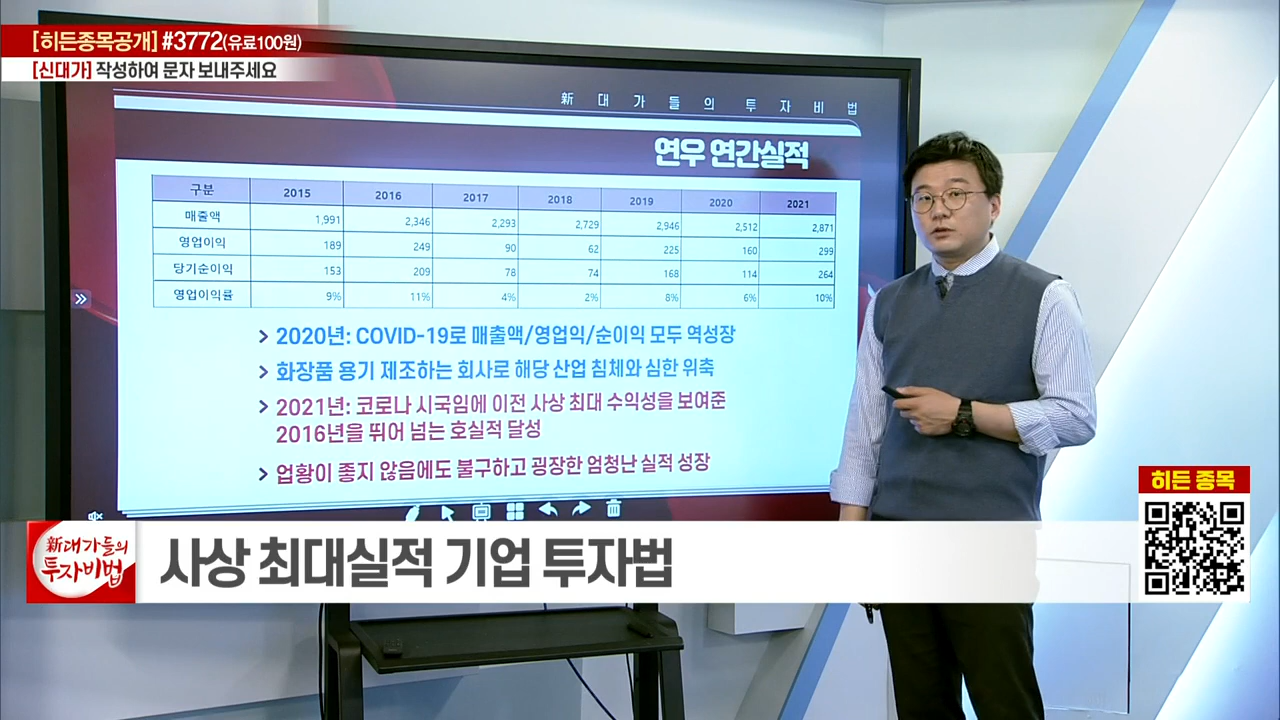 [히든종목공개] #3772(유료100원)
[신대가] 작성하여 문자 보내주세요
新 대 가 들 의 투 자 비 법
연우 연간실적
구분 2015 2016 2017 2018 2019 2020 2021
매출액 1,991 2,346 2,293 2,729 2,946 2,512 2,871
영업이익 189 249 90 62 225 160 299
당기순이익 153 209 78 74 168 114 264
영업이익률 9% 11% 4% 2% 8% 6% 10%
> 2020년: COVID-19로 매출액/영업익/순이익 모두 역성장
> 화장품 용기 제조하는 회사로 해당 산업 침체와 심한 위축
> 2021년: 코로나 시국임에 이전 사상 최대 수익성을 보여준
2016년을 뛰어 넘는 호실적 달성
> 업황이 좋지 않음에도 불구하고 굉장한 엄청난 실적 성장
히든 종목
新대가들의
투자비법
사상 최대실적 기업 투자법